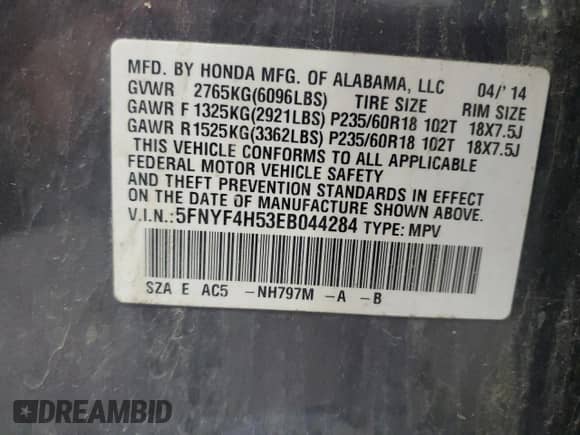 MFD. BY HONDA MFG. OF ALABAMA, LLC 04/'14
GVWR 2765KG(6096LBS) TIRE SIZE RIM SIZE
GAWR F 1325KG(2921LBS) P235/60R18 102T 18X7.5J
GAWR R 1525KG(3362LBS) P235/60R18 102T 18X7.5J
THIS VEHICLE CONFORMS TO ALL APPLICABLE
FEDERAL MOTOR VEHICLE SAFETY
AND THEFT PREVENTION STANDARDS IN EFFECT
ON THE DATE OF MANUFACTURE SHOWN ABOVE.
V.I.N.:5FNYF4H53EB044284 TYPE: MPV
SZA E AC5 -NH797M -A -B
DREAMBID